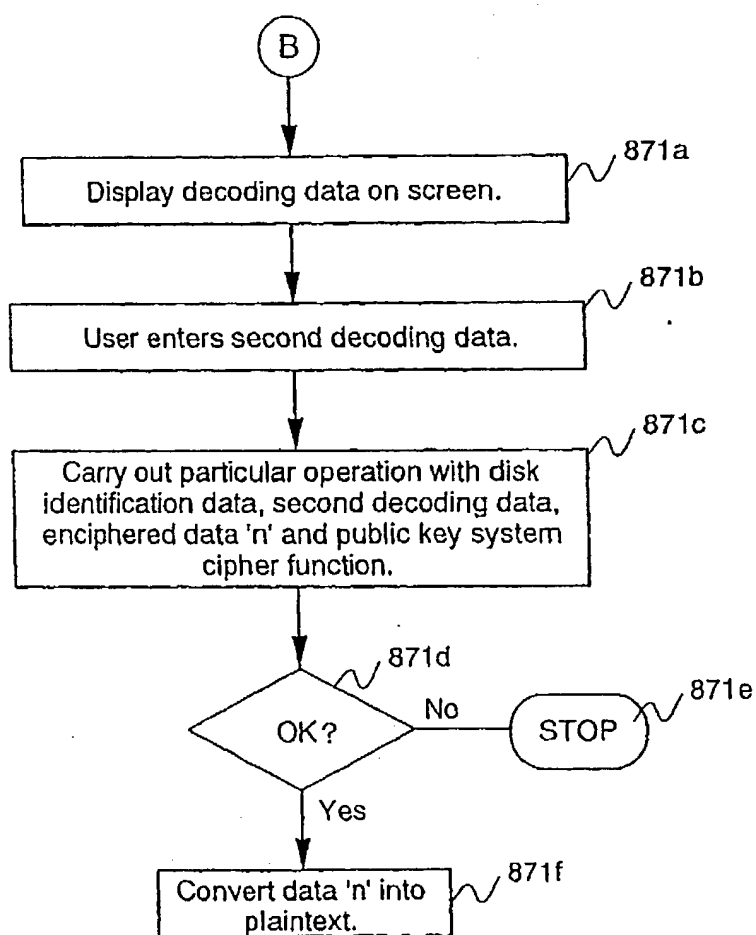 B
871a
Display decoding data on screen.
871b
User enters second decoding data.
871c
Carry out particular operation with disk
identification data, second decoding data,
enciphered data 'n' and public key system
cipher function.
871d
OK?
No
871e
STOP
Yes
871f
Convert data 'n' into
plaintext.